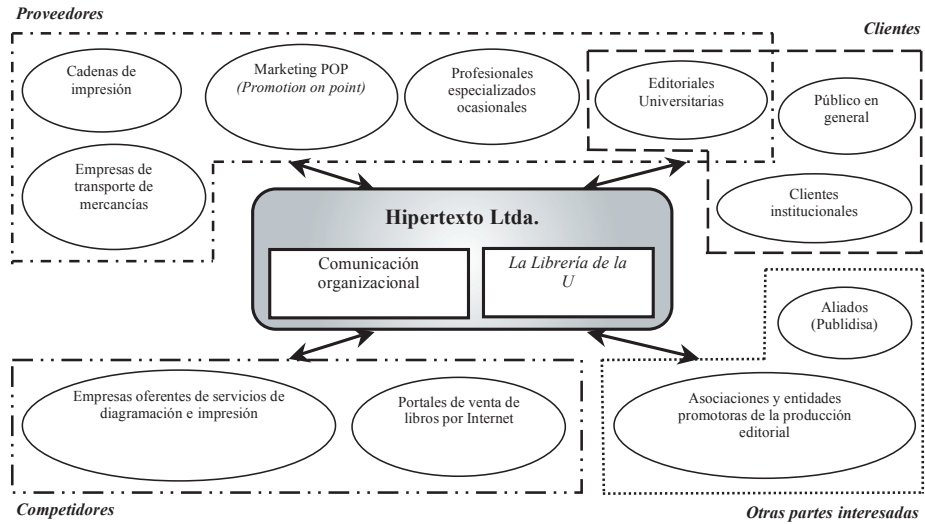 Proveedores
Clientes
Cadenas de
impresión
Marketing POP
(Promotion on point)
Profesionales
especializados
ocasionales
Editoriales
Universitarias
Público en
general
Empresas de
transporte de
mercancías
Clientes
institucionales
Hipertexto Ltda.
Comunicación
organizacional
La Librería de la
U
Aliados
(Publidisa)
Empresas oferentes de servicios de
diagramación e impresión
Portales de venta de
libros por Internet
Asociaciones y entidades
promotoras de la producción
editorial
Competidores
Otras partes interesadas